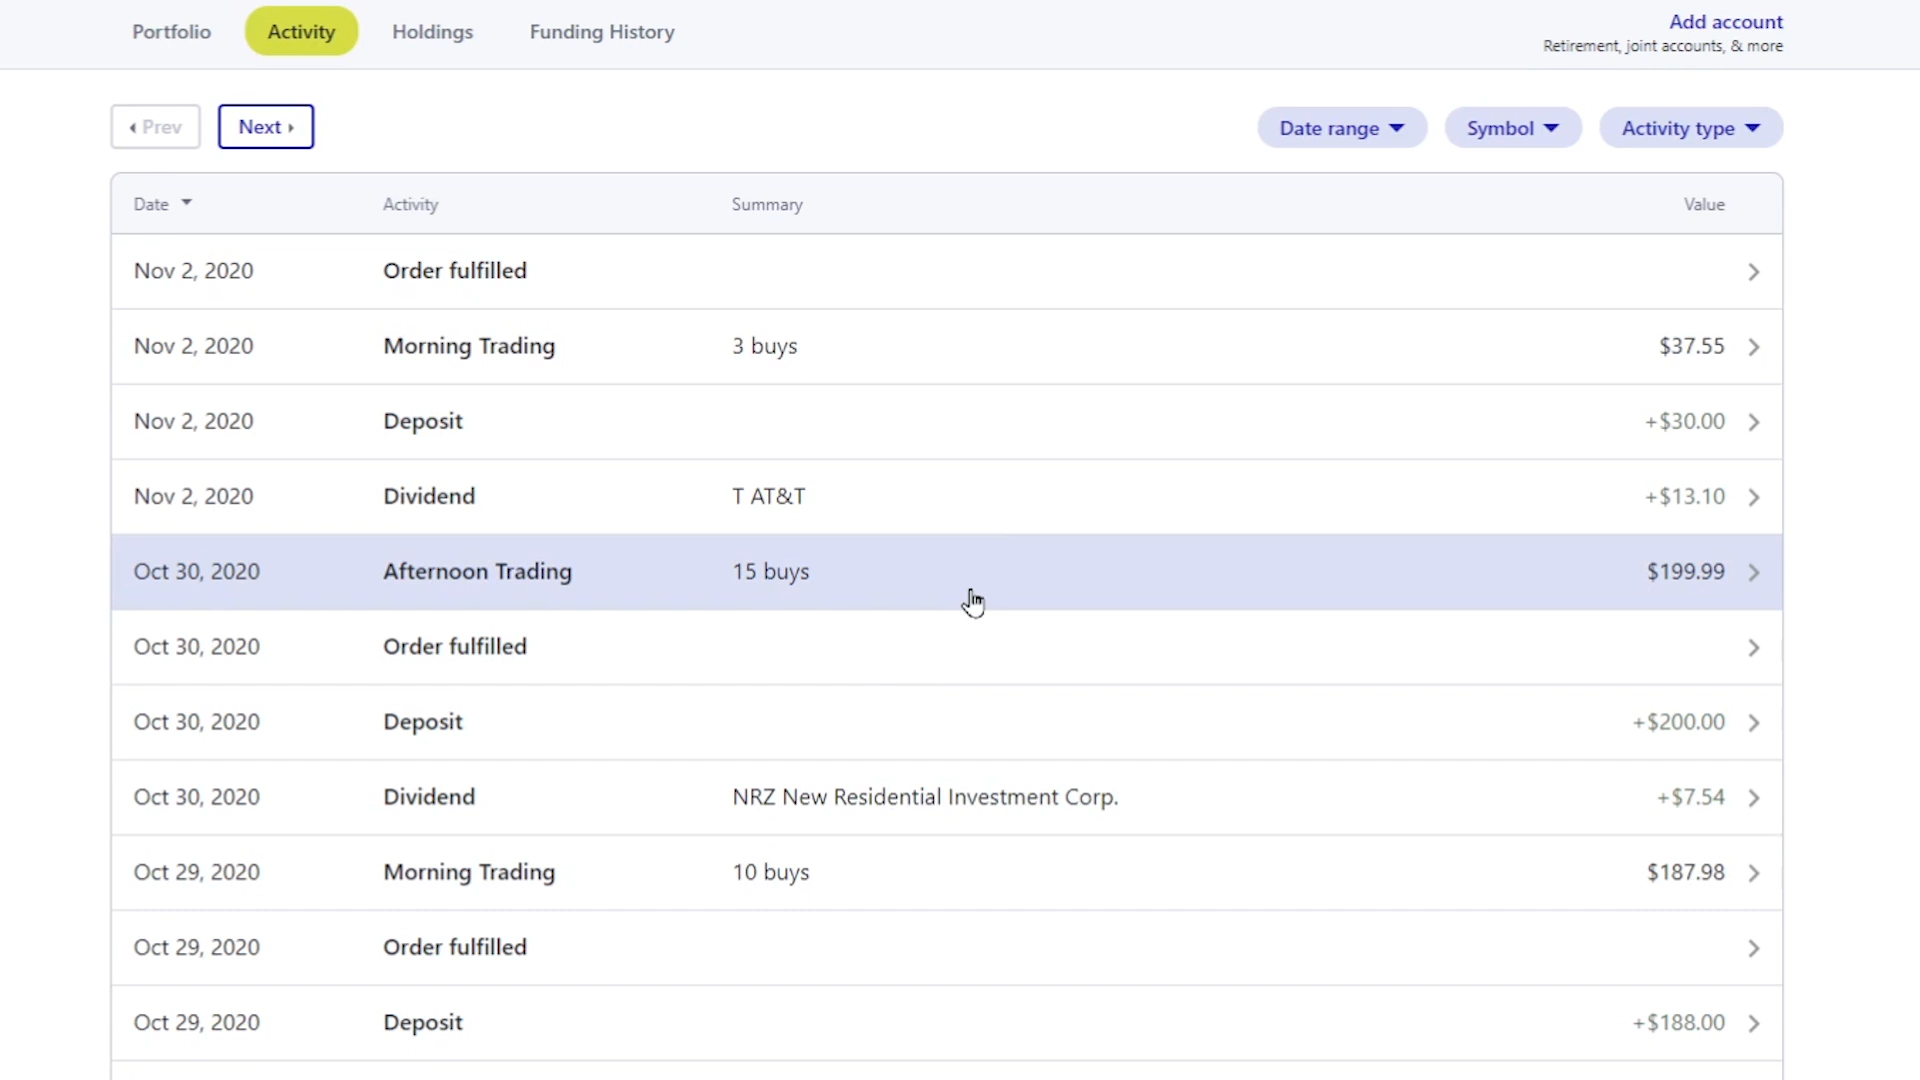 Portfolio Activity Holdings Funding History Add account
Retirement, joint accounts, & more
Prev Next Date range Symbol Activity type
Date Activity Summary Value
Nov 2, 2020 Order fulfilled
Nov 2, 2020 Morning Trading 3 buys $37.55
Nov 2, 2020 Deposit +$30.00
Nov 2, 2020 Dividend T AT&T +$13.10
Oct 30, 2020 Afternoon Trading 15 buys $199.99
Oct 30, 2020 Order fulfilled
Oct 30, 2020 Deposit +$200.00
Oct 30, 2020 Dividend NRZ New Residential Investment Corp. +$7.54
Oct 29, 2020 Morning Trading 10 buys $187.98
Oct 29, 2020 Order fulfilled
Oct 29, 2020 Deposit +$188.00